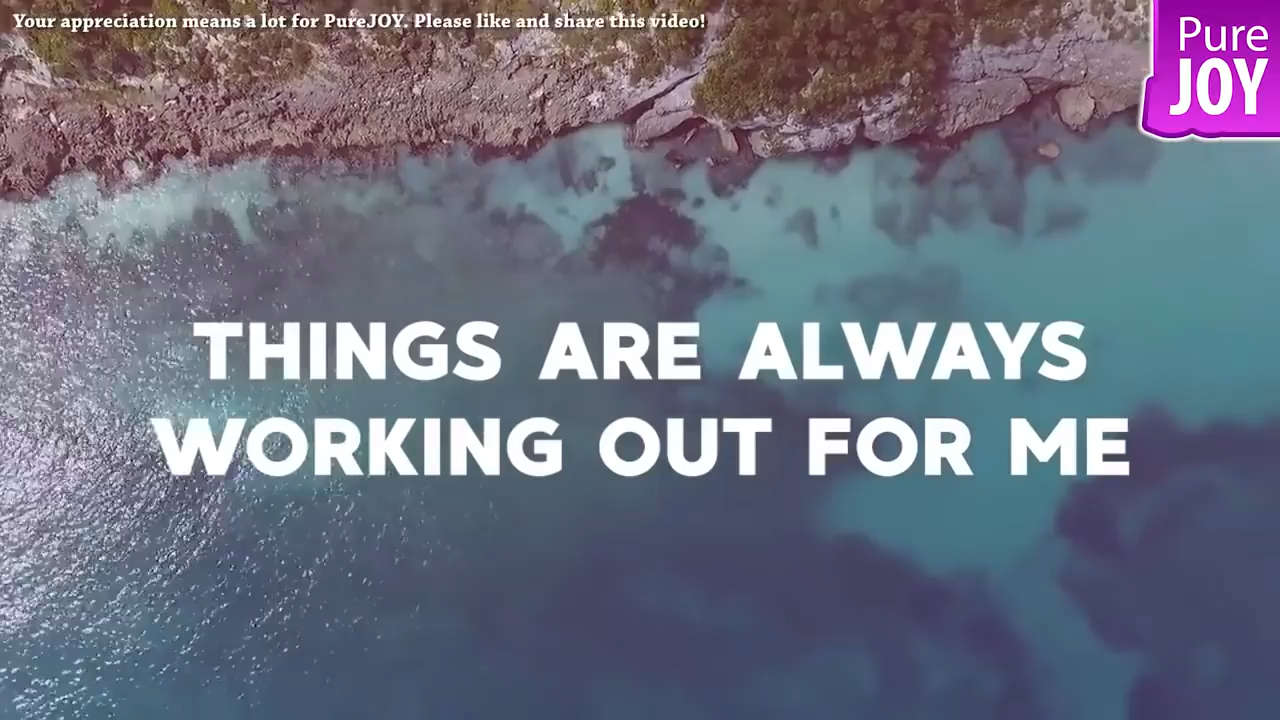 Your appreciation means a lot for PureJOY. Please like and share this video!
Pure
JOY
THINGS ARE ALWAYS
WORKING OUT FOR ME